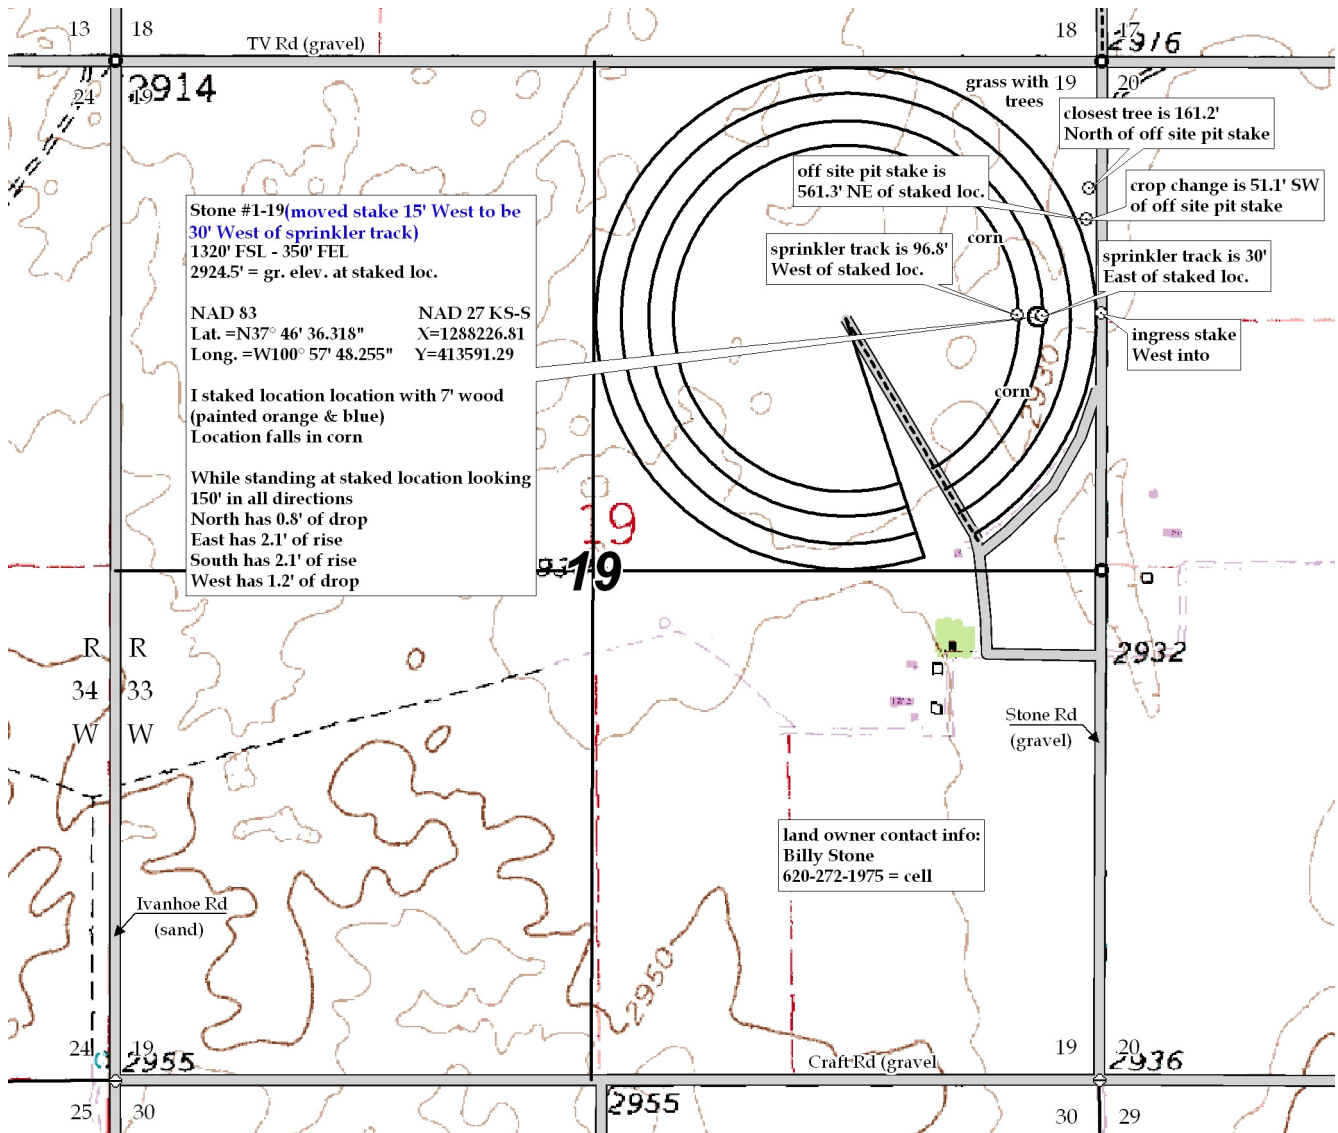 13
18
TV Rd (gravel)
18
17
2916
24
19
2914
grass with
trees
19
20
closest tree is 161.2'
North of off site pit stake
off site pit stake is
561.3' NE of staked loc.
crop change is 51.1' SW
of off site pit stake
Stone #1-19(moved stake 15' West to be
30' West of sprinkler track)
1320' FSL - 350' FEL
2924.5' = gr. elev. at staked loc.
NAD 83 NAD 27 KS-S
Lat. =N37° 46' 36.318" X=1288226.81
Long. =W100° 57' 48.255" Y=413591.29
I staked location location with 7' wood
(painted orange & blue)
Location falls in corn
While standing at staked location looking
150' in all directions
North has 0.8' of drop
East has 2.1' of rise
South has 2.1' of rise
West has 1.2' of drop
corn
sprinkler track is 96.8'
West of staked loc.
sprinkler track is 30'
East of staked loc.
ingress stake
West into
2930
corn
19
19
R R
34 33
W W
2932
Stone Rd
(gravel)
land owner contact info:
Billy Stone
620-272-1975 = cell
Ivanhoe Rd
(sand)
2950
24
19
2955
Craft Rd (gravel
19
20
2936
25
30
2955
30
29